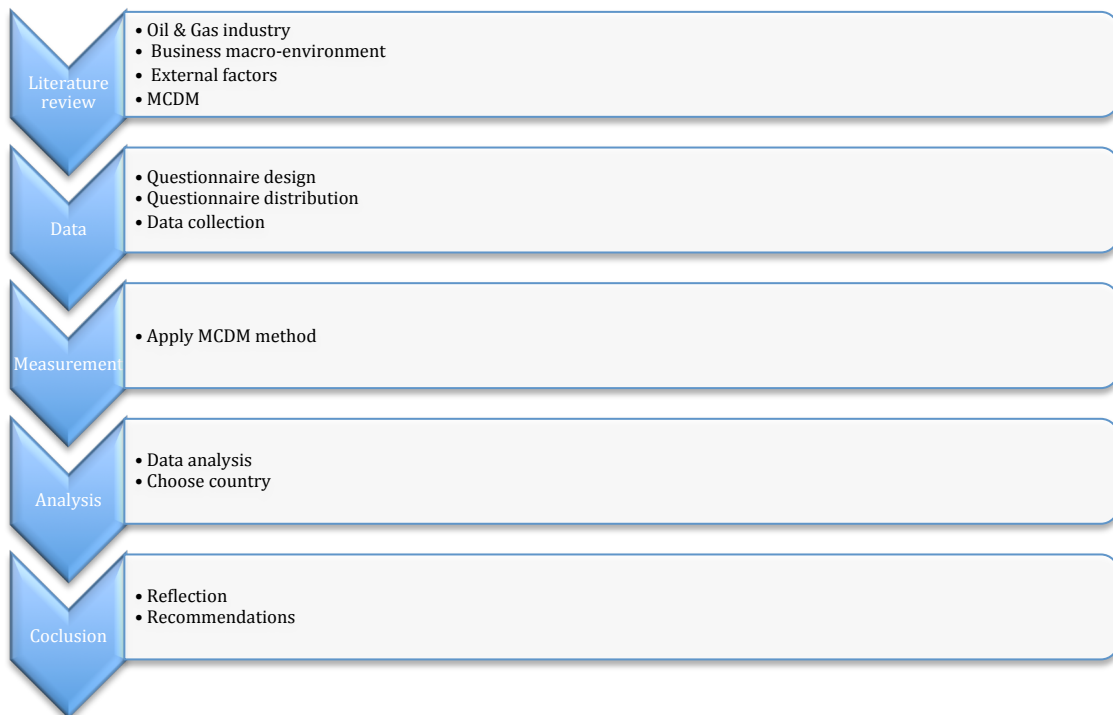 Literature
review
• Oil & Gas industry
• Business macro-environment
• External factors
• MCDM
Data
• Questionnaire design
• Questionnaire distribution
• Data collection
Measurement
• Apply MCDM method
Analysis
• Data analysis
• Choose country
Coclusion
• Reflection
• Recommendations